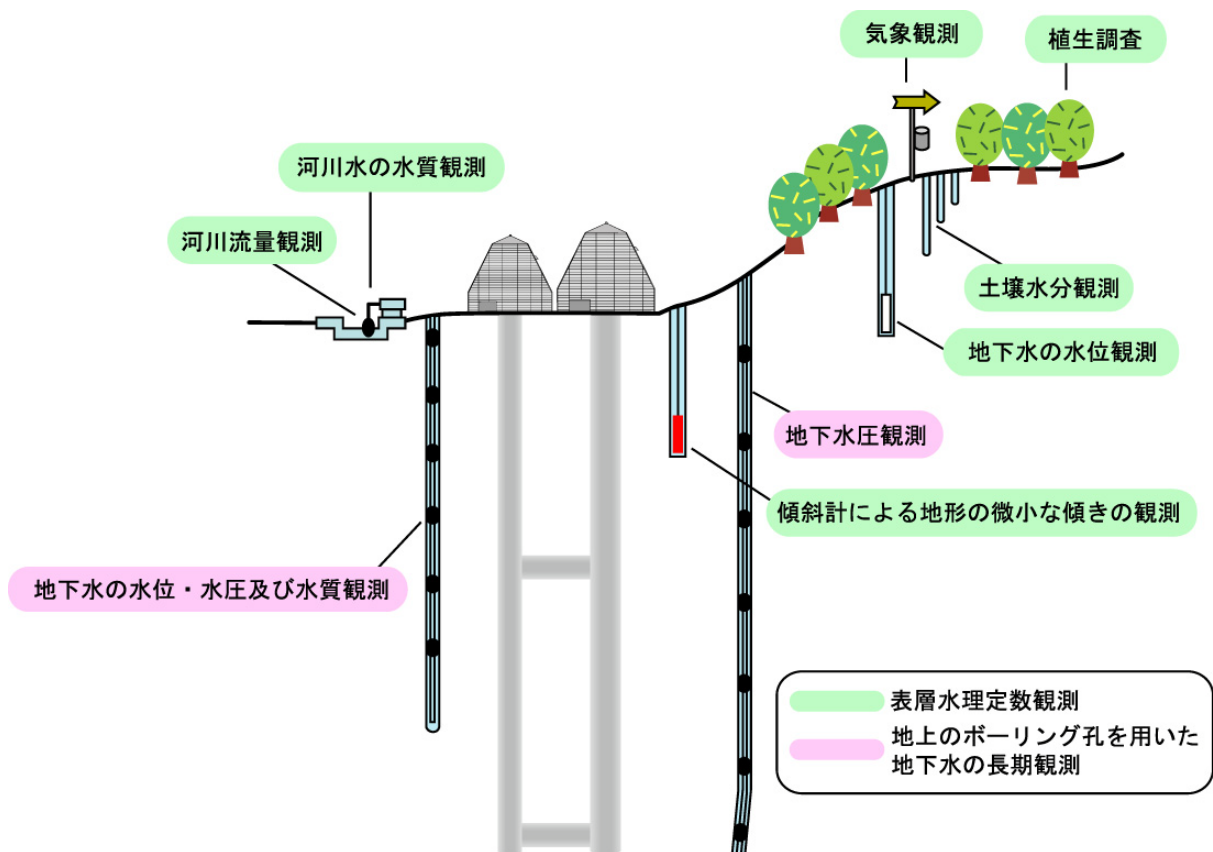 気象観測
植生調査
河川水の水質観測
河川流量観測
土壌水分観測
地下水の水位観測
地下水圧観測
傾斜計による地形の微小な傾きの観測
地下水の水位・水圧及び水質観測
表層水理定数観測
地上のボーリング孔を用いた
地下水の長期観測